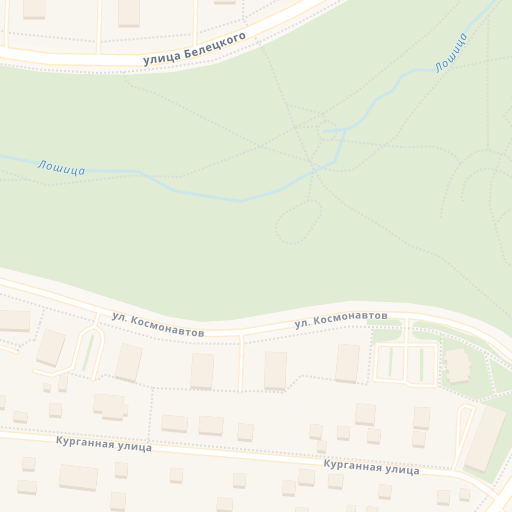 улица Белецкого
Лошица
Лошица
ул. Космонавтов
ул. Космонавтов
Курганная улица
Курганная улица